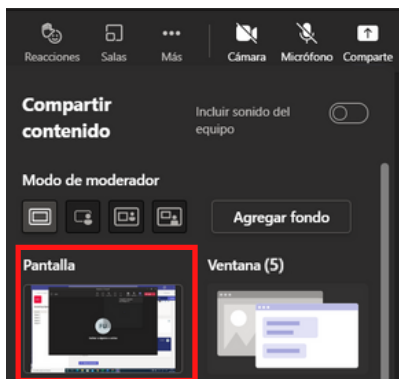 Reacciones Salas Más Cámara Micrófono Comparte
Compartir contenido
Incluir sonido del equipo
Modo de moderador
Agregar fondo
Pantalla Ventana (5)